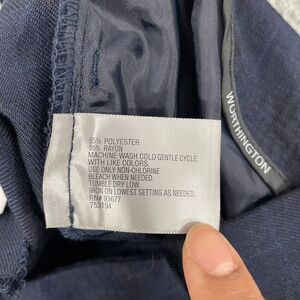 65% POLYESTER
35% RAYON
MACHINE WASH COLD GENTLE CYCLE
WITH LIKE COLORS.
USE ONLY NON-CHLORINE
BLEACH WHEN NEEDED.
TUMBLE DRY LOW.
IRON ON LOWEST SETTING AS NEEDED.
RN# 93677
753194
WORTHINGTON